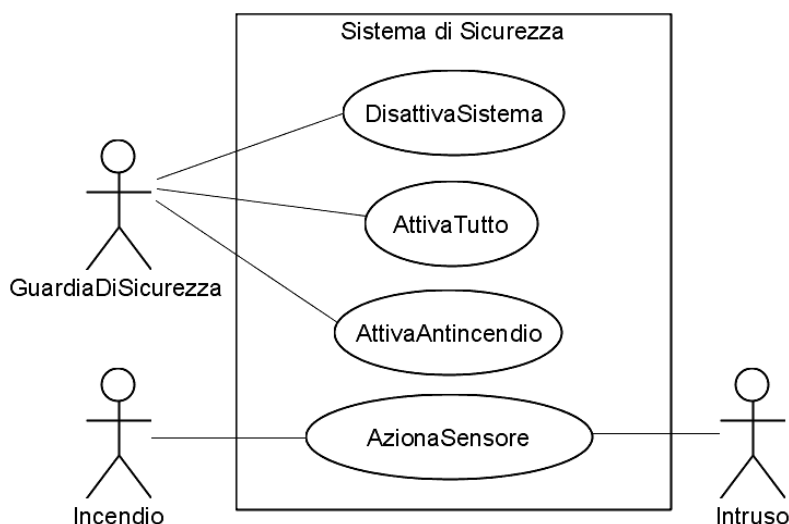 Sistema di Sicurezza
DisattivaSistema
AttivaTutto
GuardiaDiSicurezza
AttivaAntincendio
AzionaSensore
Incendio
Intruso